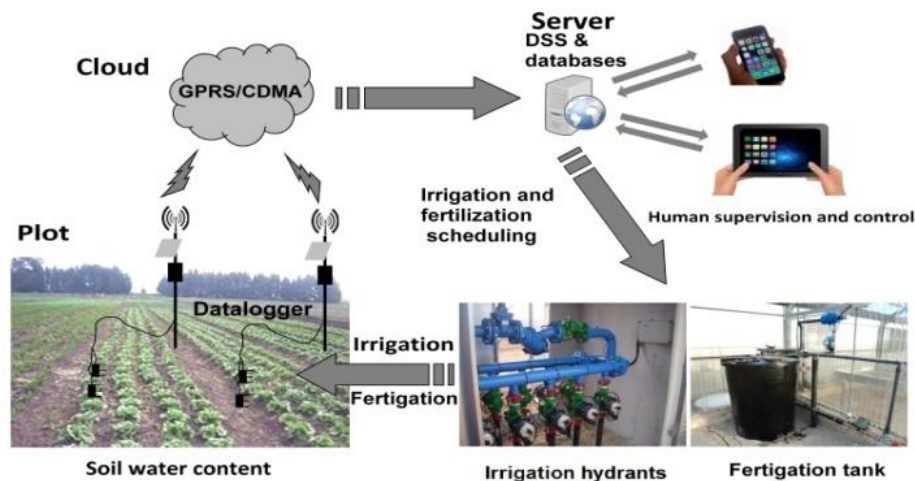 Cloud
GPRS/CDMA
Server
DSS &
databases
Irrigation and
fertilization
scheduling
Human supervision and control
Plot
Datalogger
Irrigation
Fertigation
Soil water content
Irrigation hydrants
Fertigation tank